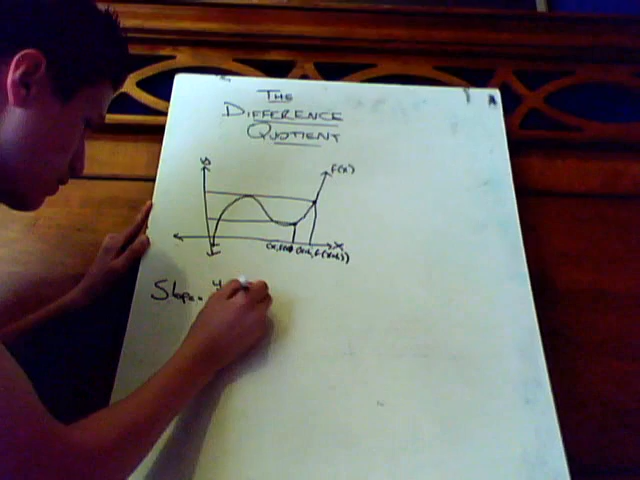 THE
DIFFERENCE
QUOTIENT
y
f(x)
x
(x+h, f(x+h))
Slope=